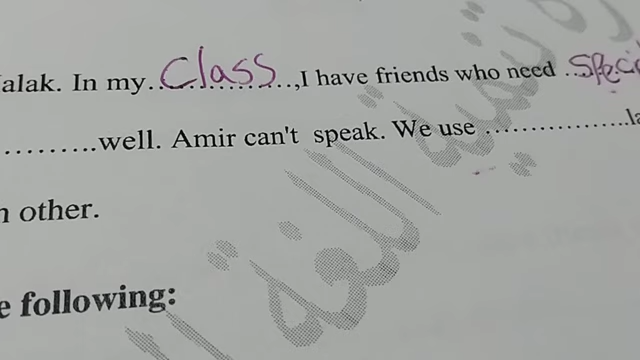 alak. In my..Class..........,I have friends who need ..Speci
..........well. Amir can't speak. We use ..................la
n other.
e following: